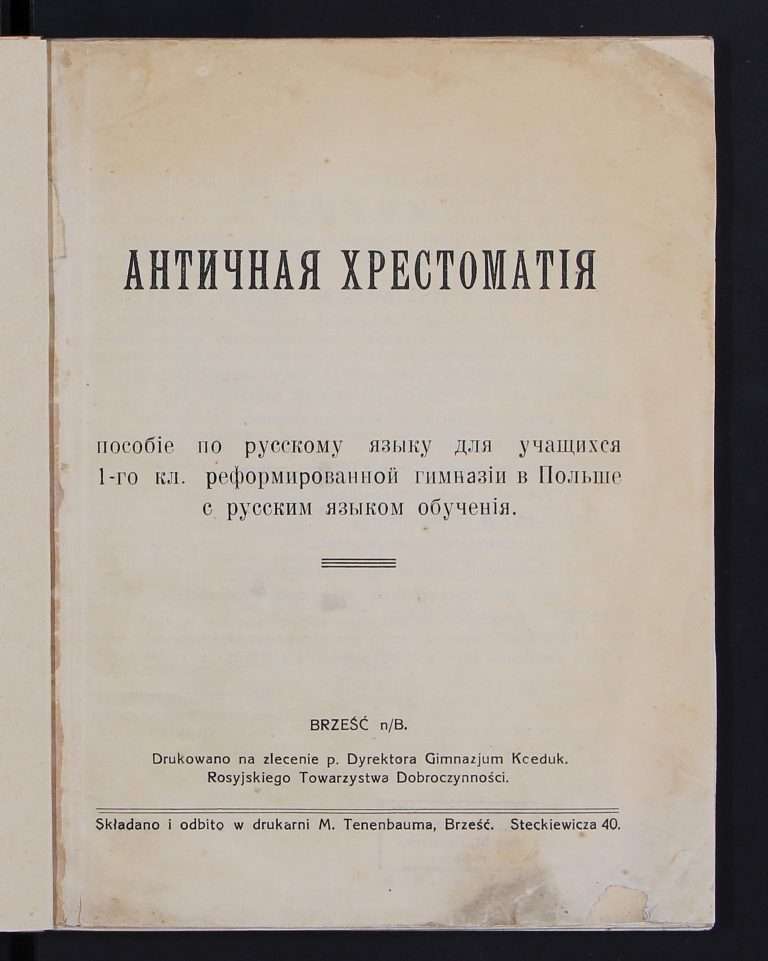 АНТИЧНАЯ ХРЕСТОМАТІЯ
пособіе по русскому языку для учащихся
1-го кл. реформированной гимназіи в Польше
с русским языком обученія.
BRZEŚĆ n/B.
Drukowano na zlecenie p. Dyrektora Gimnazjum Kceduk.
Rosyjskiego Towarzystwa Dobroczynności.
Składano i odbito w drukarni M. Tenenbauma, Brześć. Steckiewicza 40.